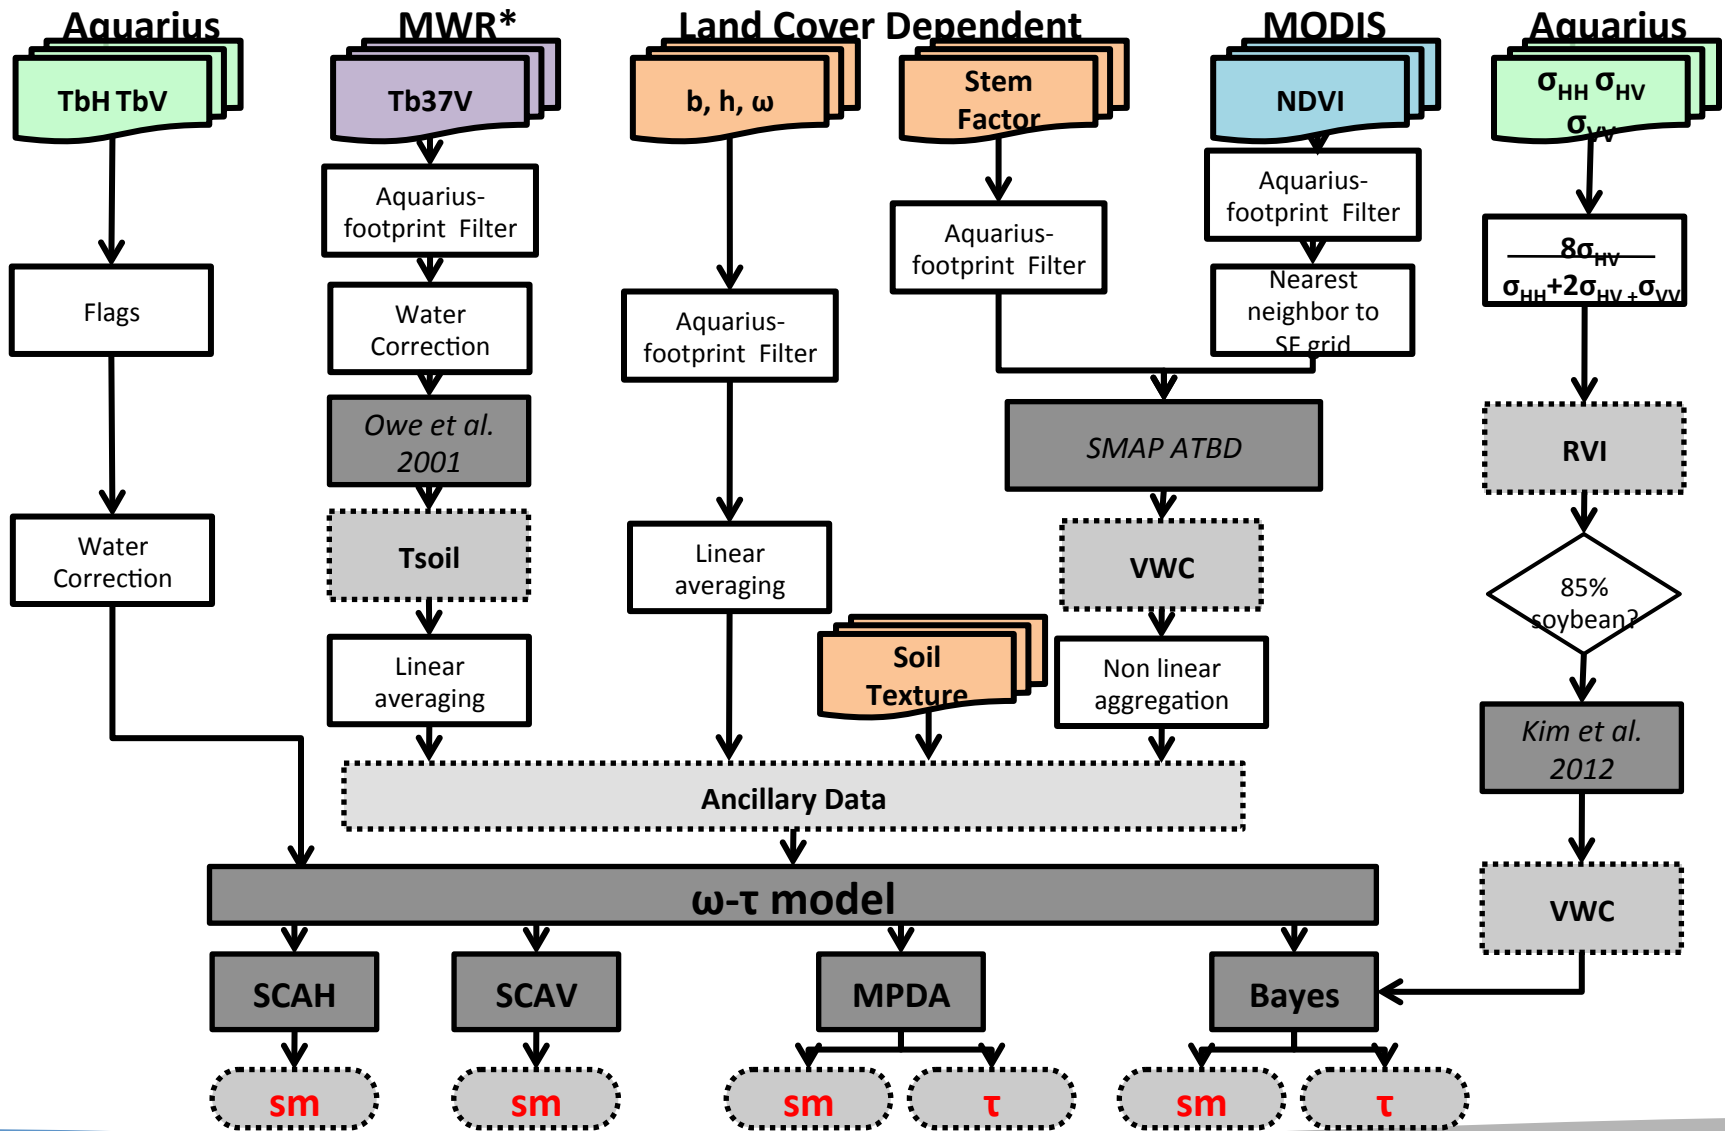 Aquarius
MWR*
Land Cover Dependent
MODIS
Aquarius
TbH TbV
Tb37V
b, h, ω
Stem
Factor
NDVI
σHH σHV
σVV
Aquarius-
footprint Filter
Aquarius-
footprint Filter
Aquarius-
footprint Filter
8σHV
σHH+2σHV +σVV
Flags
Water
Correction
Aquarius-
footprint Filter
Nearest
neighbor to
SF grid
Owe et al.
2001
SMAP ATBD
RVI
Water
Correction
Tsoil
Linear
averaging
VWC
85%
soybean?
Linear
averaging
Soil
Texture
Non linear
aggregation
Kim et al.
2012
Ancillary Data
ω-τ model
VWC
SCAH
SCAV
MPDA
Bayes
sm
sm
sm
τ
sm
τ